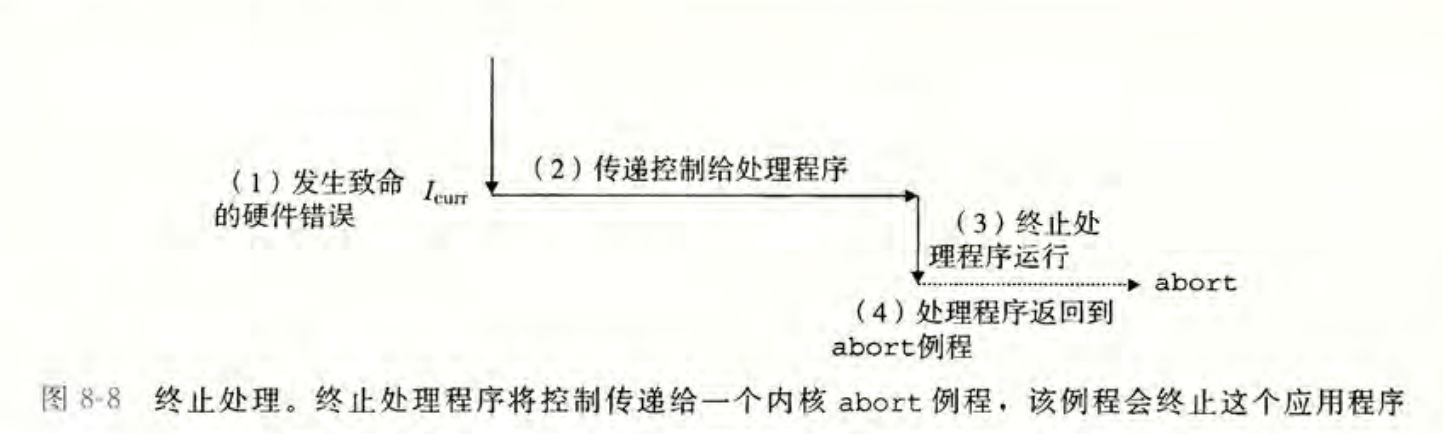 （1）发生致命
的硬件错误
I_curr
（2）传递控制给处理程序
（3）终止处
理程序运行
abort
（4）处理程序返回到
abort例程
图 8-8 终止处理。终止处理程序将控制传递给一个内核 abort 例程，该例程会终止这个应用程序